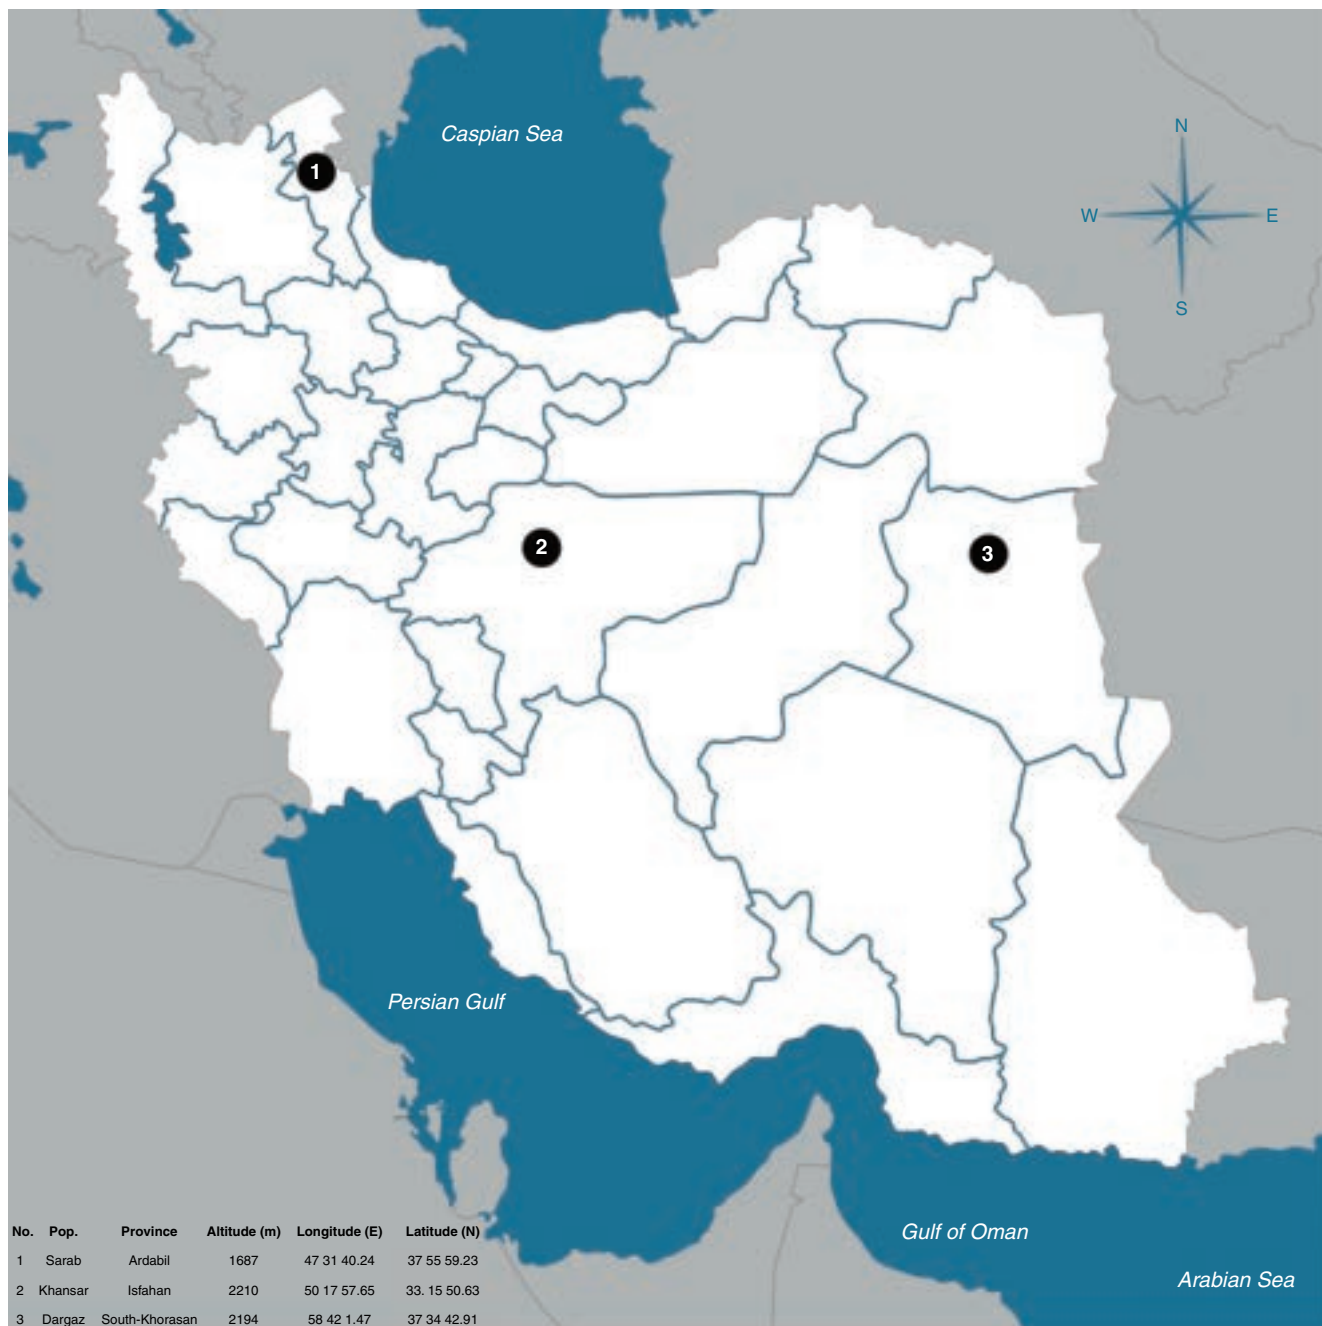 Caspian Sea
N
W E
S
1
2
3
Persian Gulf
Gulf of Oman
Arabian Sea
No. Pop. Province Altitude (m) Longitude (E) Latitude (N)
1 Sarab Ardabil 1687 47 31 40.24 37 55 59.23
2 Khansar Isfahan 2210 50 17 57.65 33. 15 50.63
3 Dargaz South-Khorasan 2194 58 42 1.47 37 34 42.91